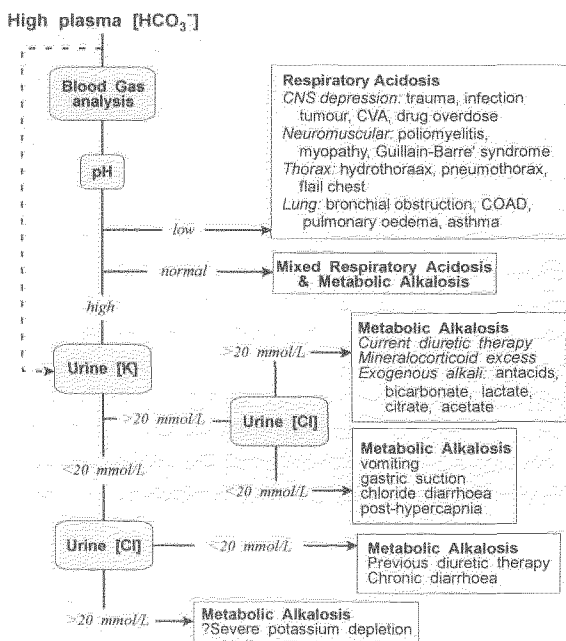 High plasma [HCO₃⁻]
Blood Gas
analysis
pH
low
normal
high
Respiratory Acidosis
CNS depression: trauma, infection
tumour, CVA, drug overdose
Neuromuscular: poliomyelitis,
myopathy, Guillain-Barre' syndrome
Thorax: hydrothoraax, pneumothorax,
flail chest
Lung: bronchial obstruction, COAD,
pulmonary oedema, asthma
Mixed Respiratory Acidosis
& Metabolic Alkalosis
Urine [K]
>20 mmol/L
Urine [Cl]
>20 mmol/L
Metabolic Alkalosis
Current diuretic therapy
Mineralocorticoid excess
Exogenous alkali: antacids,
bicarbonate, lactate,
citrate, acetate
<20 mmol/L
Metabolic Alkalosis
vomiting
gastric suction
chloride diarrhoea
post-hypercapnia
<20 mmol/L
Urine [Cl]
<20 mmol/L
Metabolic Alkalosis
Previous diuretic therapy
Chronic diarrhoea
>20 mmol/L
Metabolic Alkalosis
?Severe potassium depletion